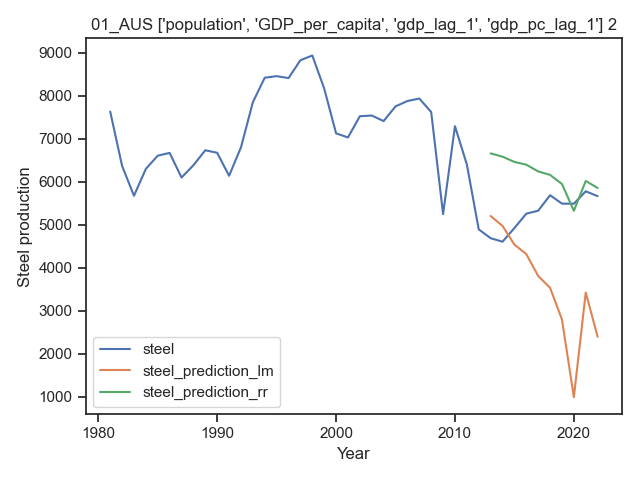 01_AUS ['population', 'GDP_per_capita', 'gdp_lag_1', 'gdp_pc_lag_1'] 2
9000
8000
7000
6000
5000
4000
3000
2000
1000
Steel production
steel
steel_prediction_lm
steel_prediction_rr
1980
1990
2000
2010
2020
Year